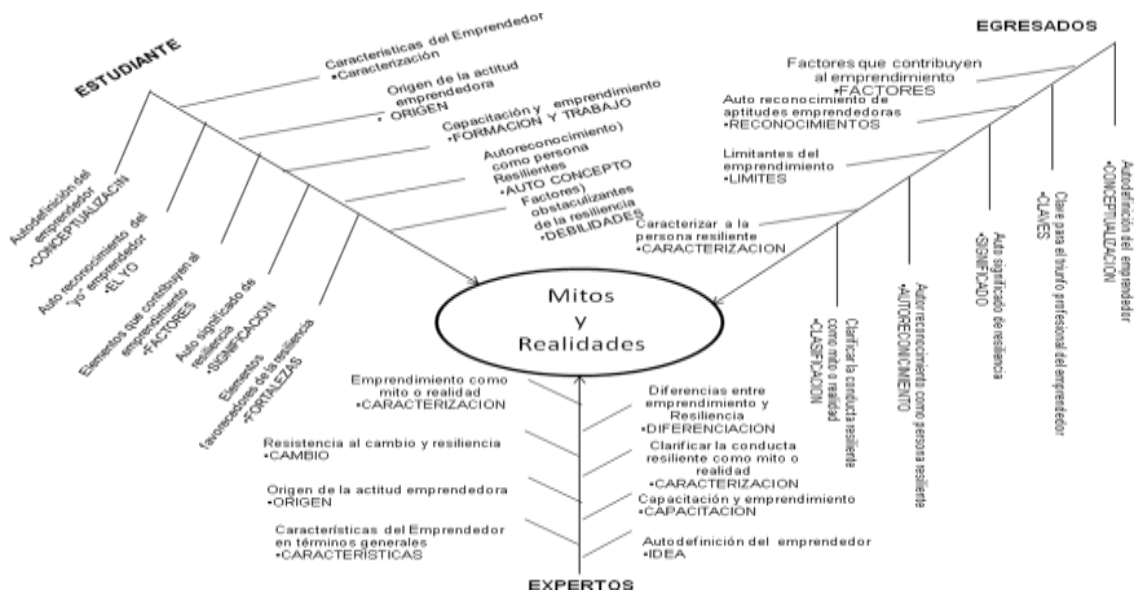 ESTUDIANTE
Características del Emprendedor
•Caracterización
Origen de la actitud
emprendedora
• ORIGEN
Capacitación y emprendimiento
•FORMACION Y TRABAJO
Autoreconocimiento)
como persona
Resilientes
•AUTO CONCEPTO
Factores)
obstaculizantes
de la resiliencia
•DEBILIDADES
Autodefinición del
emprendedor
•CONCEPTUALIZACIN
Auto reconocimiento del
"yo" emprendedor
•EL YO
Elementos que contribuyen al
emprendimiento
•FACTORES
Auto significado de
resiliencia
•SIGNIFICACION
Elementos
favorecedores de la resiliencia
•FORTALEZAS
EGRESADOS
Factores que contribuyen
al emprendimiento
•FACTORES
Auto reconocimiento de
aptitudes emprendedoras
•RECONOCIMIENTOS
Limitantes del
emprendimiento
•LIMITES
Caracterizar a la
persona resiliente
•CARACTERIZACION
Clarificar la conducta resiliente
como mito o realidad
•CLASIFICACION
Autor reconocimiento como persona resiliente
•AUTORECONICIMIENTO
Auto significado de resiliencia
•SIGNIFICADO
Clave para el triunfo profesional del emprendedor
•CLAVES
Autodefinición del emprendedor
•CONCEPTUALIZACION
Mitos
y
Realidades
Emprendimiento como
mito o realidad
•CARACTERIZACION
Resistencia al cambio y resiliencia
•CAMBIO
Origen de la actitud emprendedora
•ORIGEN
Características del Emprendedor
en términos generales
•CARACTERÍSTICAS
Diferencias entre
emprendimiento y
Resiliencia
•DIFERENCIACION
Clarificar la conducta
resiliente como mito o
realidad
•CARACTERIZACION
Capacitación y emprendimiento
•CAPACITACION
Autodefinición del emprendedor
•IDEA
EXPERTOS